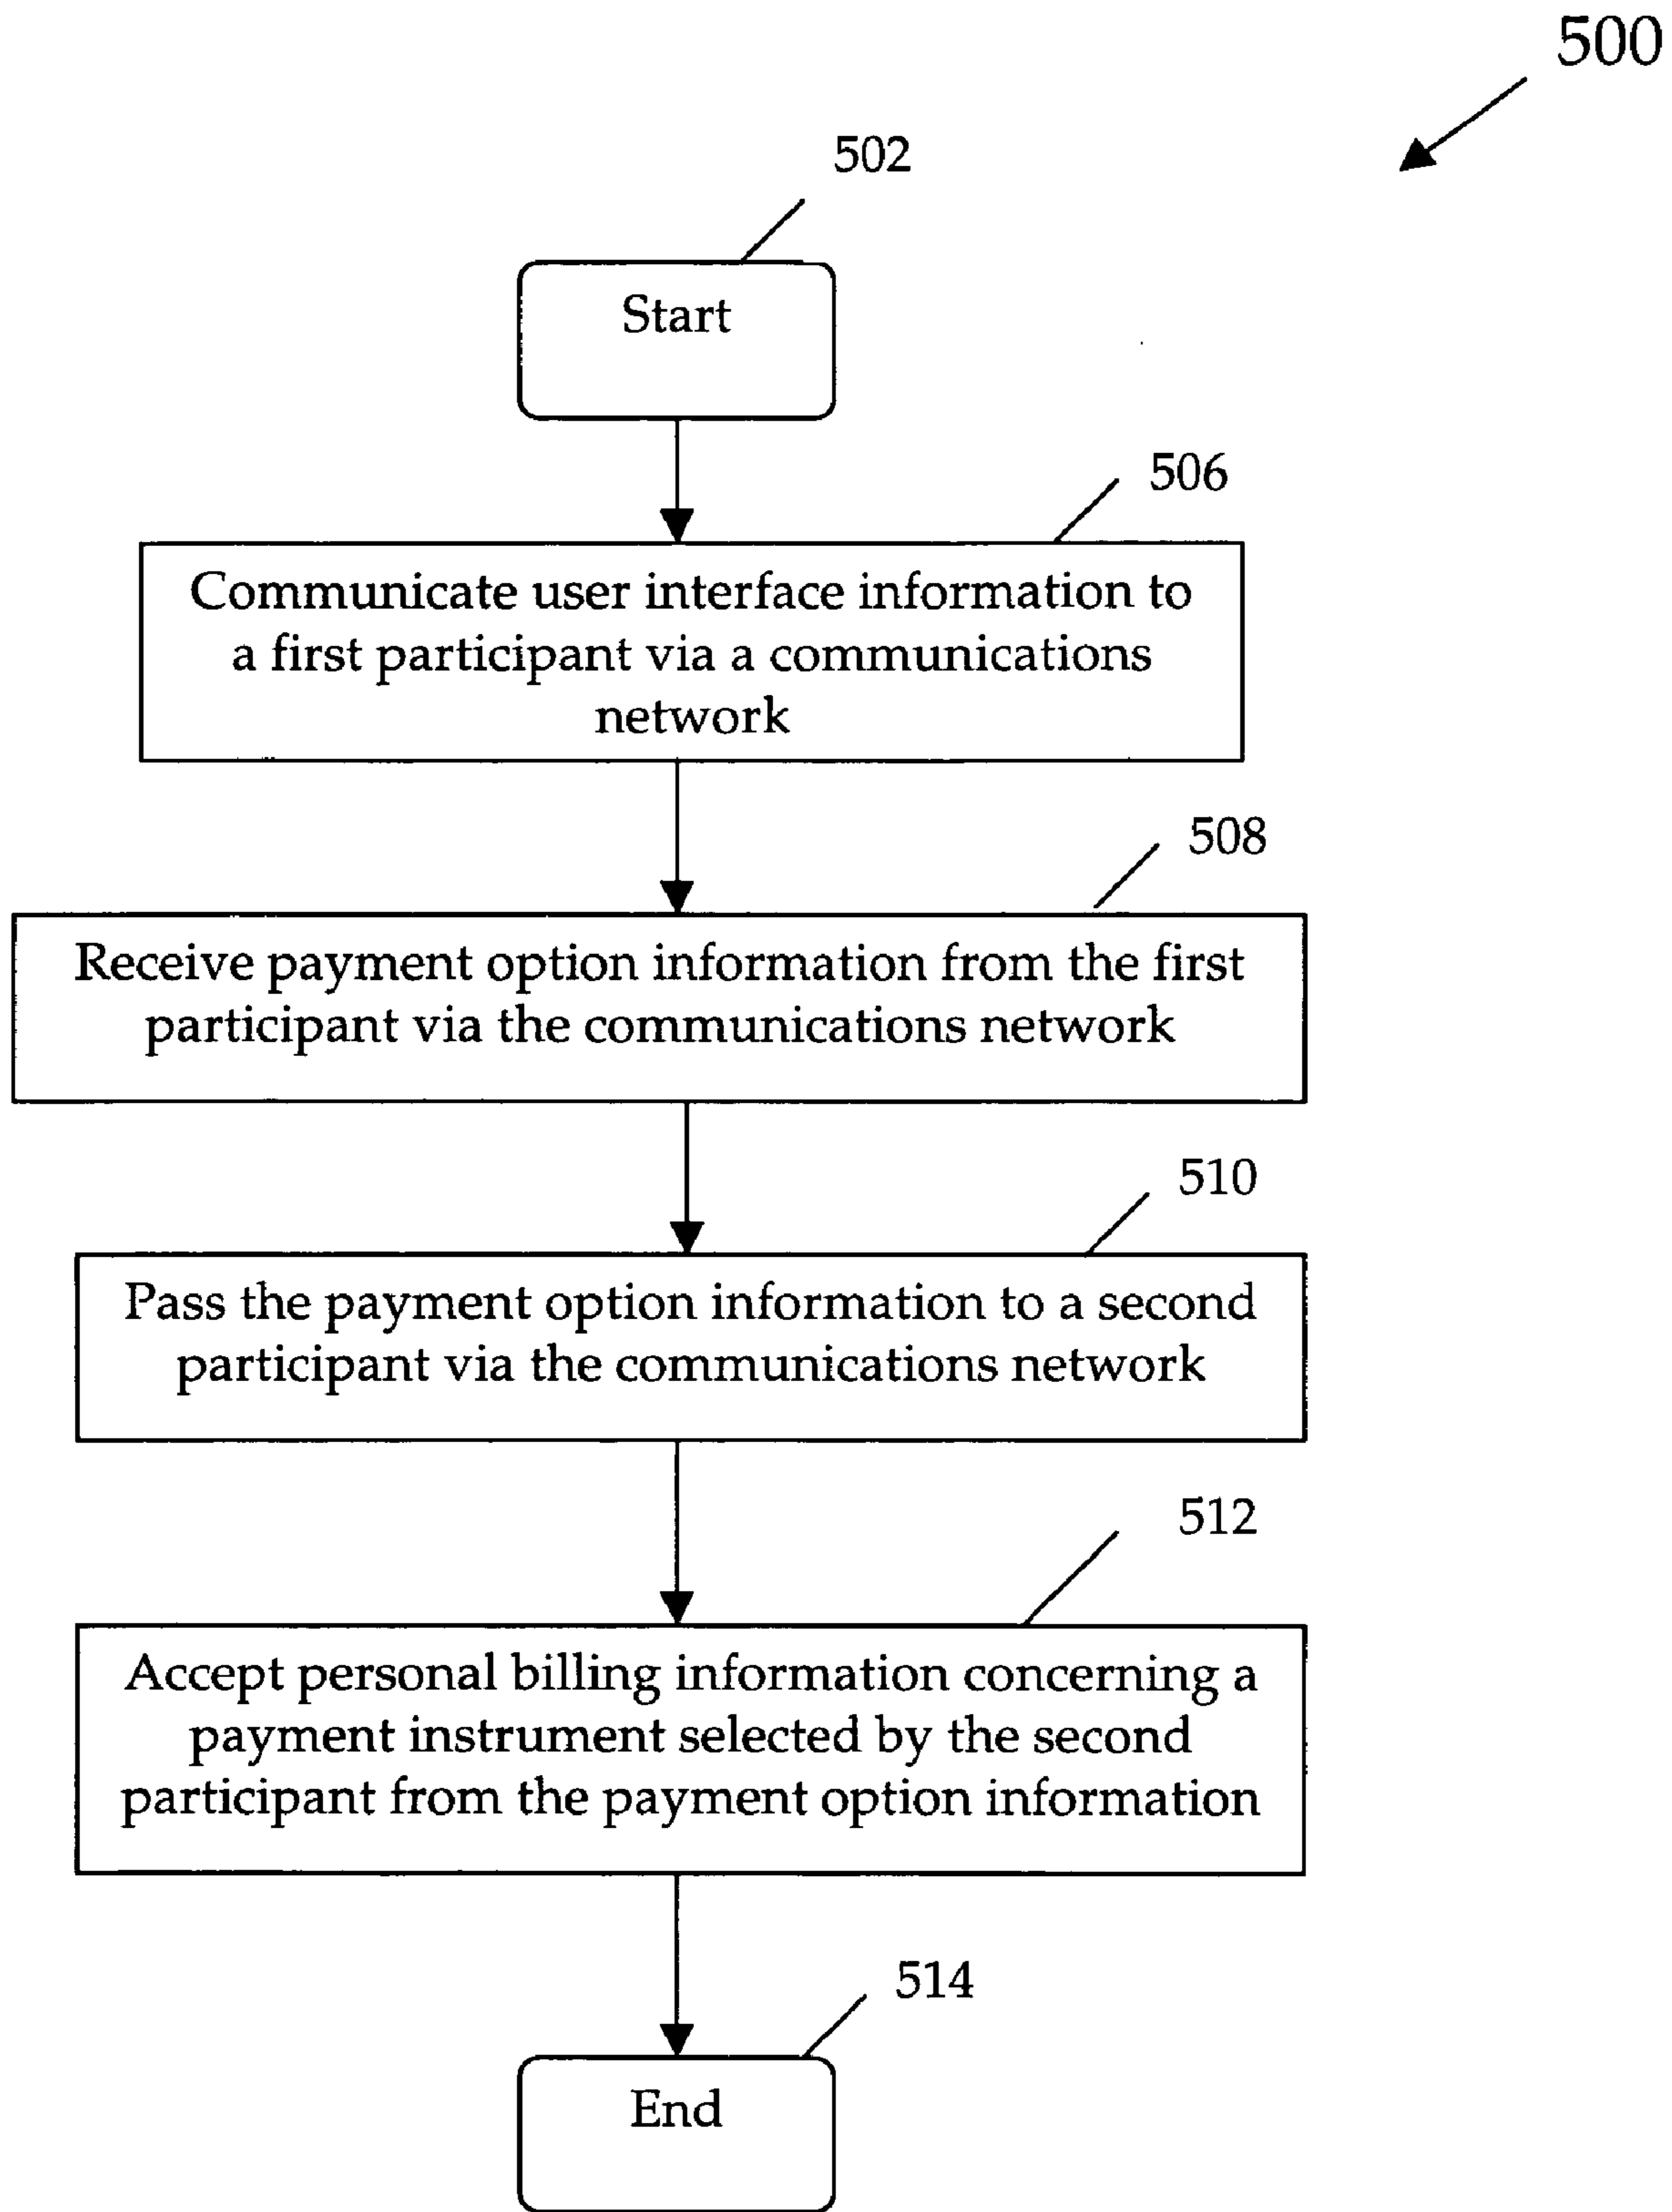 500
502
Start
506
Communicate user interface information to
a first participant via a communications
network
508
Receive payment option information from the first
participant via the communications network
510
Pass the payment option information to a second
participant via the communications network
512
Accept personal billing information concerning a
payment instrument selected by the second
participant from the payment option information
514
End